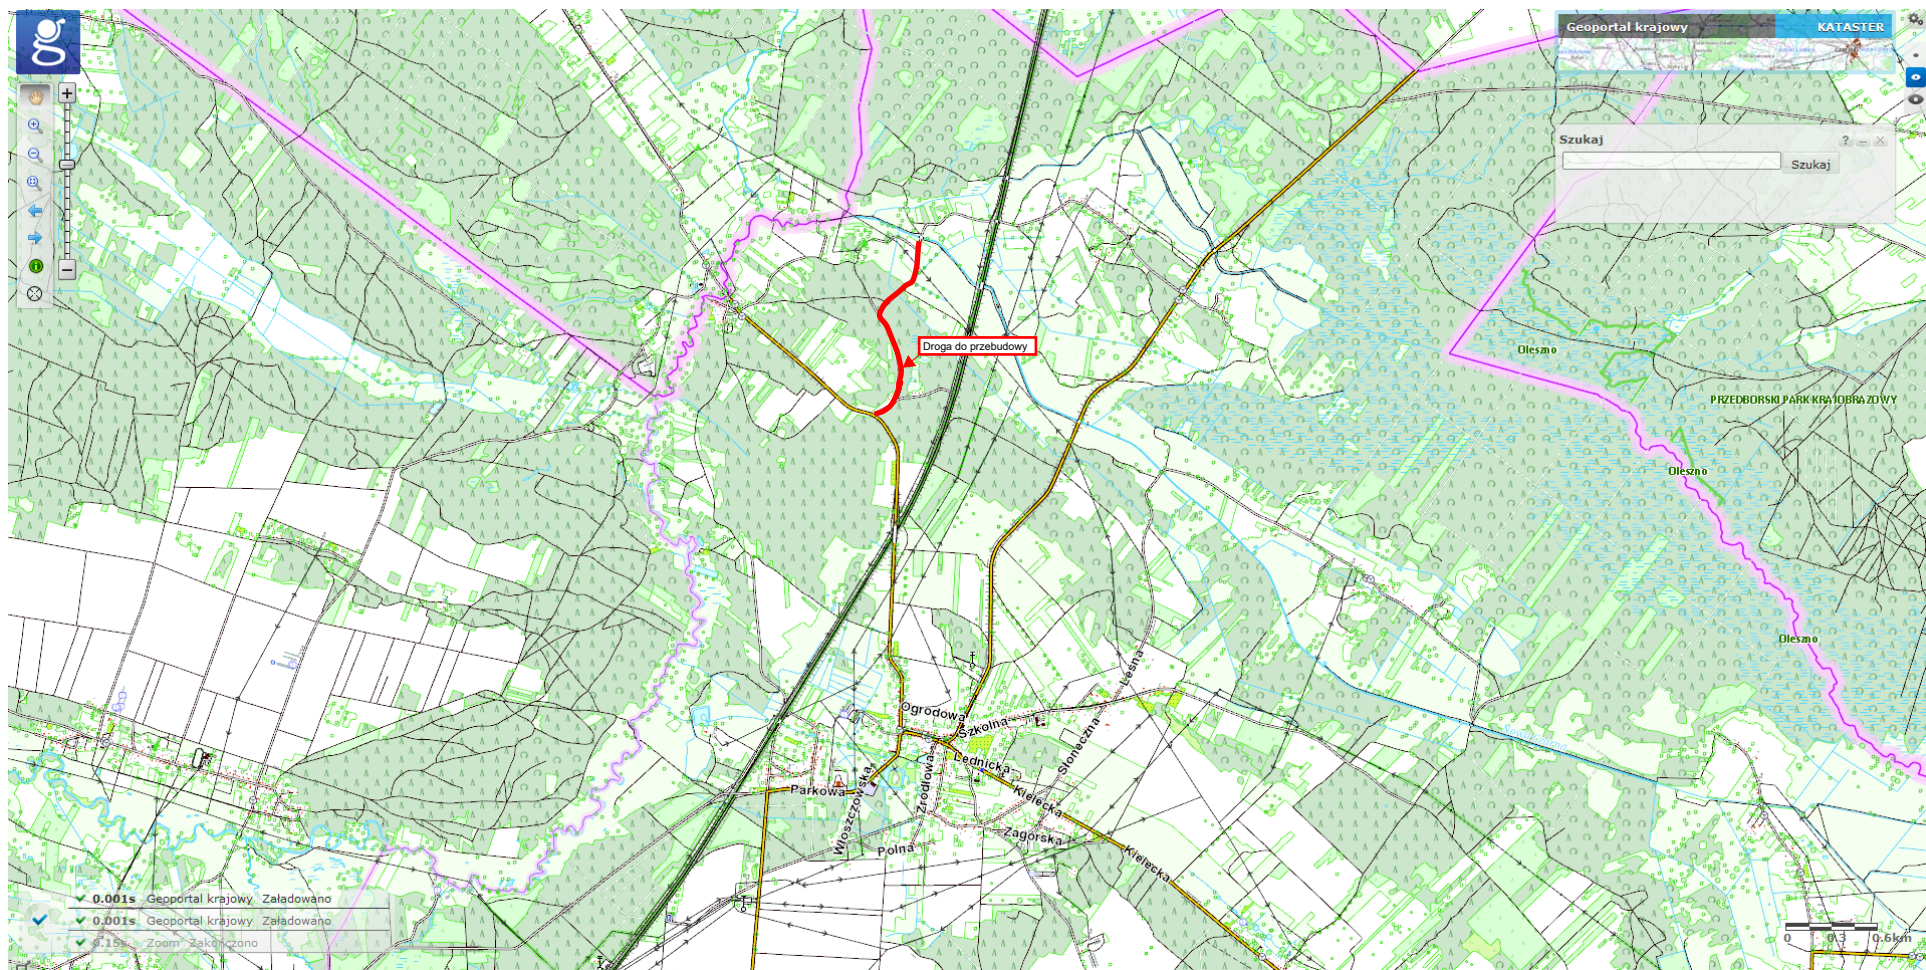 g
Geoportal krajowy KATASTER
Szukaj ?
Szukaj
Droga do przebudowy
Oleszno
PRZEDBORSKI PARK KRAJOBRAZOWY
Oleszno
Oleszno
Leśna
Ogrodowa
Szkolna
Słoneczna
Lednicka
Źródłowa
Parkowa
Kielecka
Włoszczowska
Zagórska
Polna
Kielecka
0.001s Geoportal krajowy Załadowano
0.001s Geoportal krajowy Załadowano
0.15s Zoom Zakończono
0 0.3 0.6km